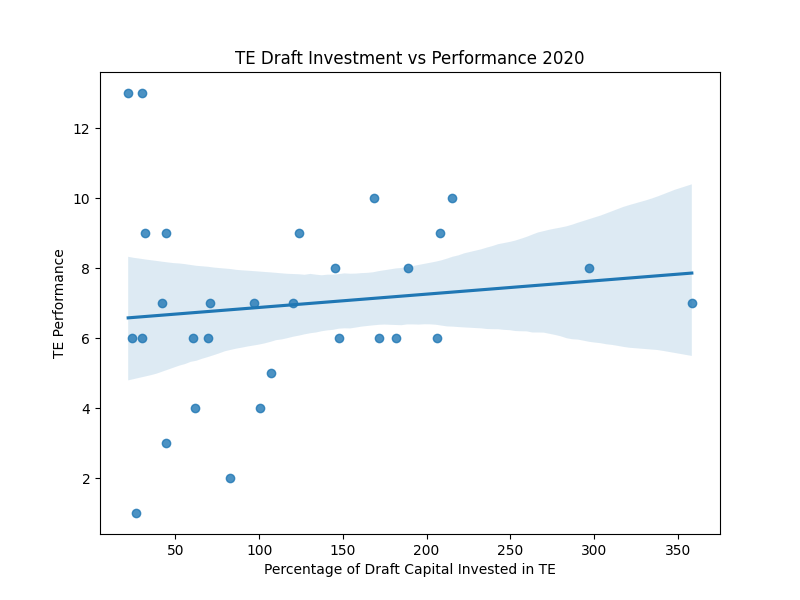 TE Draft Investment vs Performance 2020
12
10
8
6
4
2
TE Performance
50 100 150 200 250 300 350
Percentage of Draft Capital Invested in TE